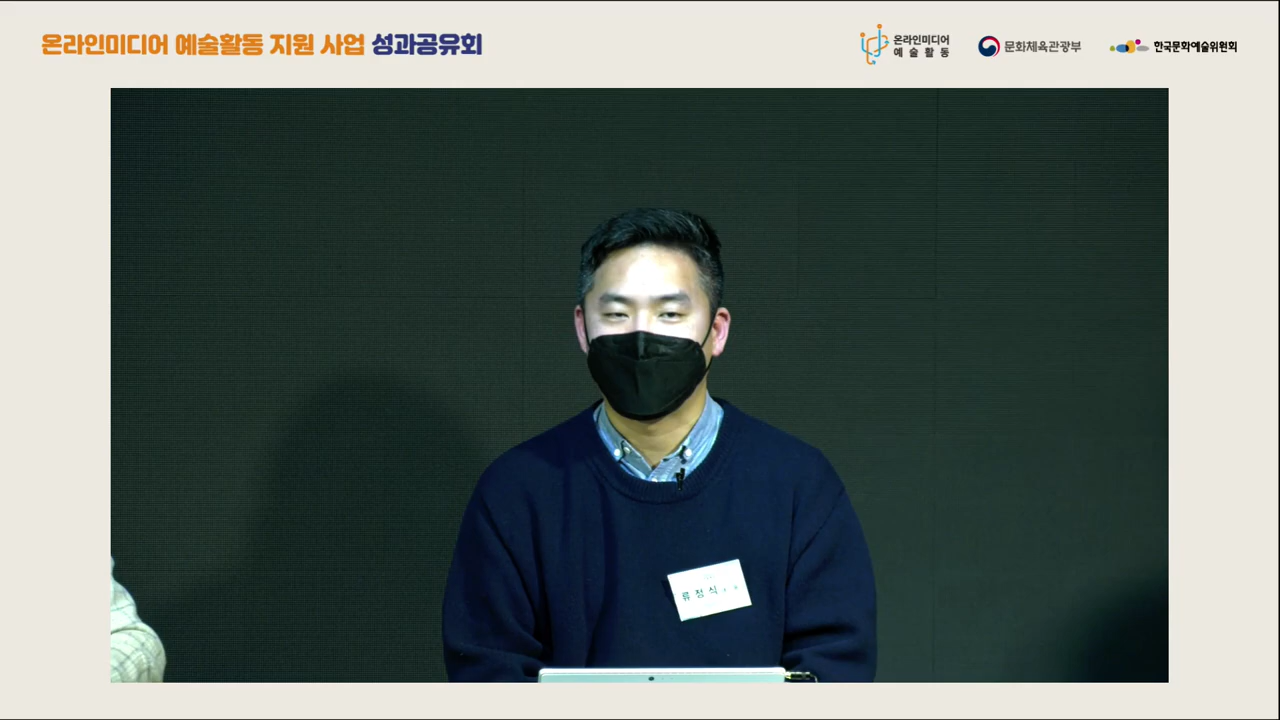 온라인미디어 예술활동 지원 사업 성과공유회
온라인미디어
예술활동
문화체육관광부
한국문화예술위원회
류정식